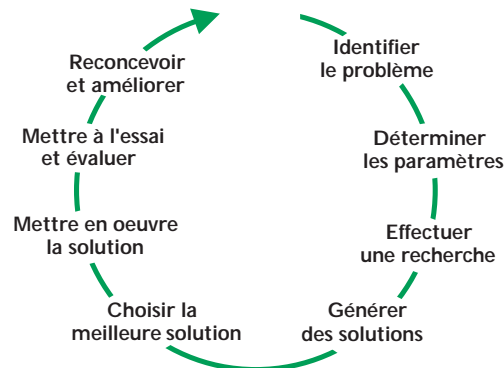 Identifier
le problème
Déterminer
les paramètres
Effectuer
une recherche
Générer
des solutions
Choisir la
meilleure solution
Mettre en oeuvre
la solution
Mettre à l'essai
et évaluer
Reconcevoir
et améliorer